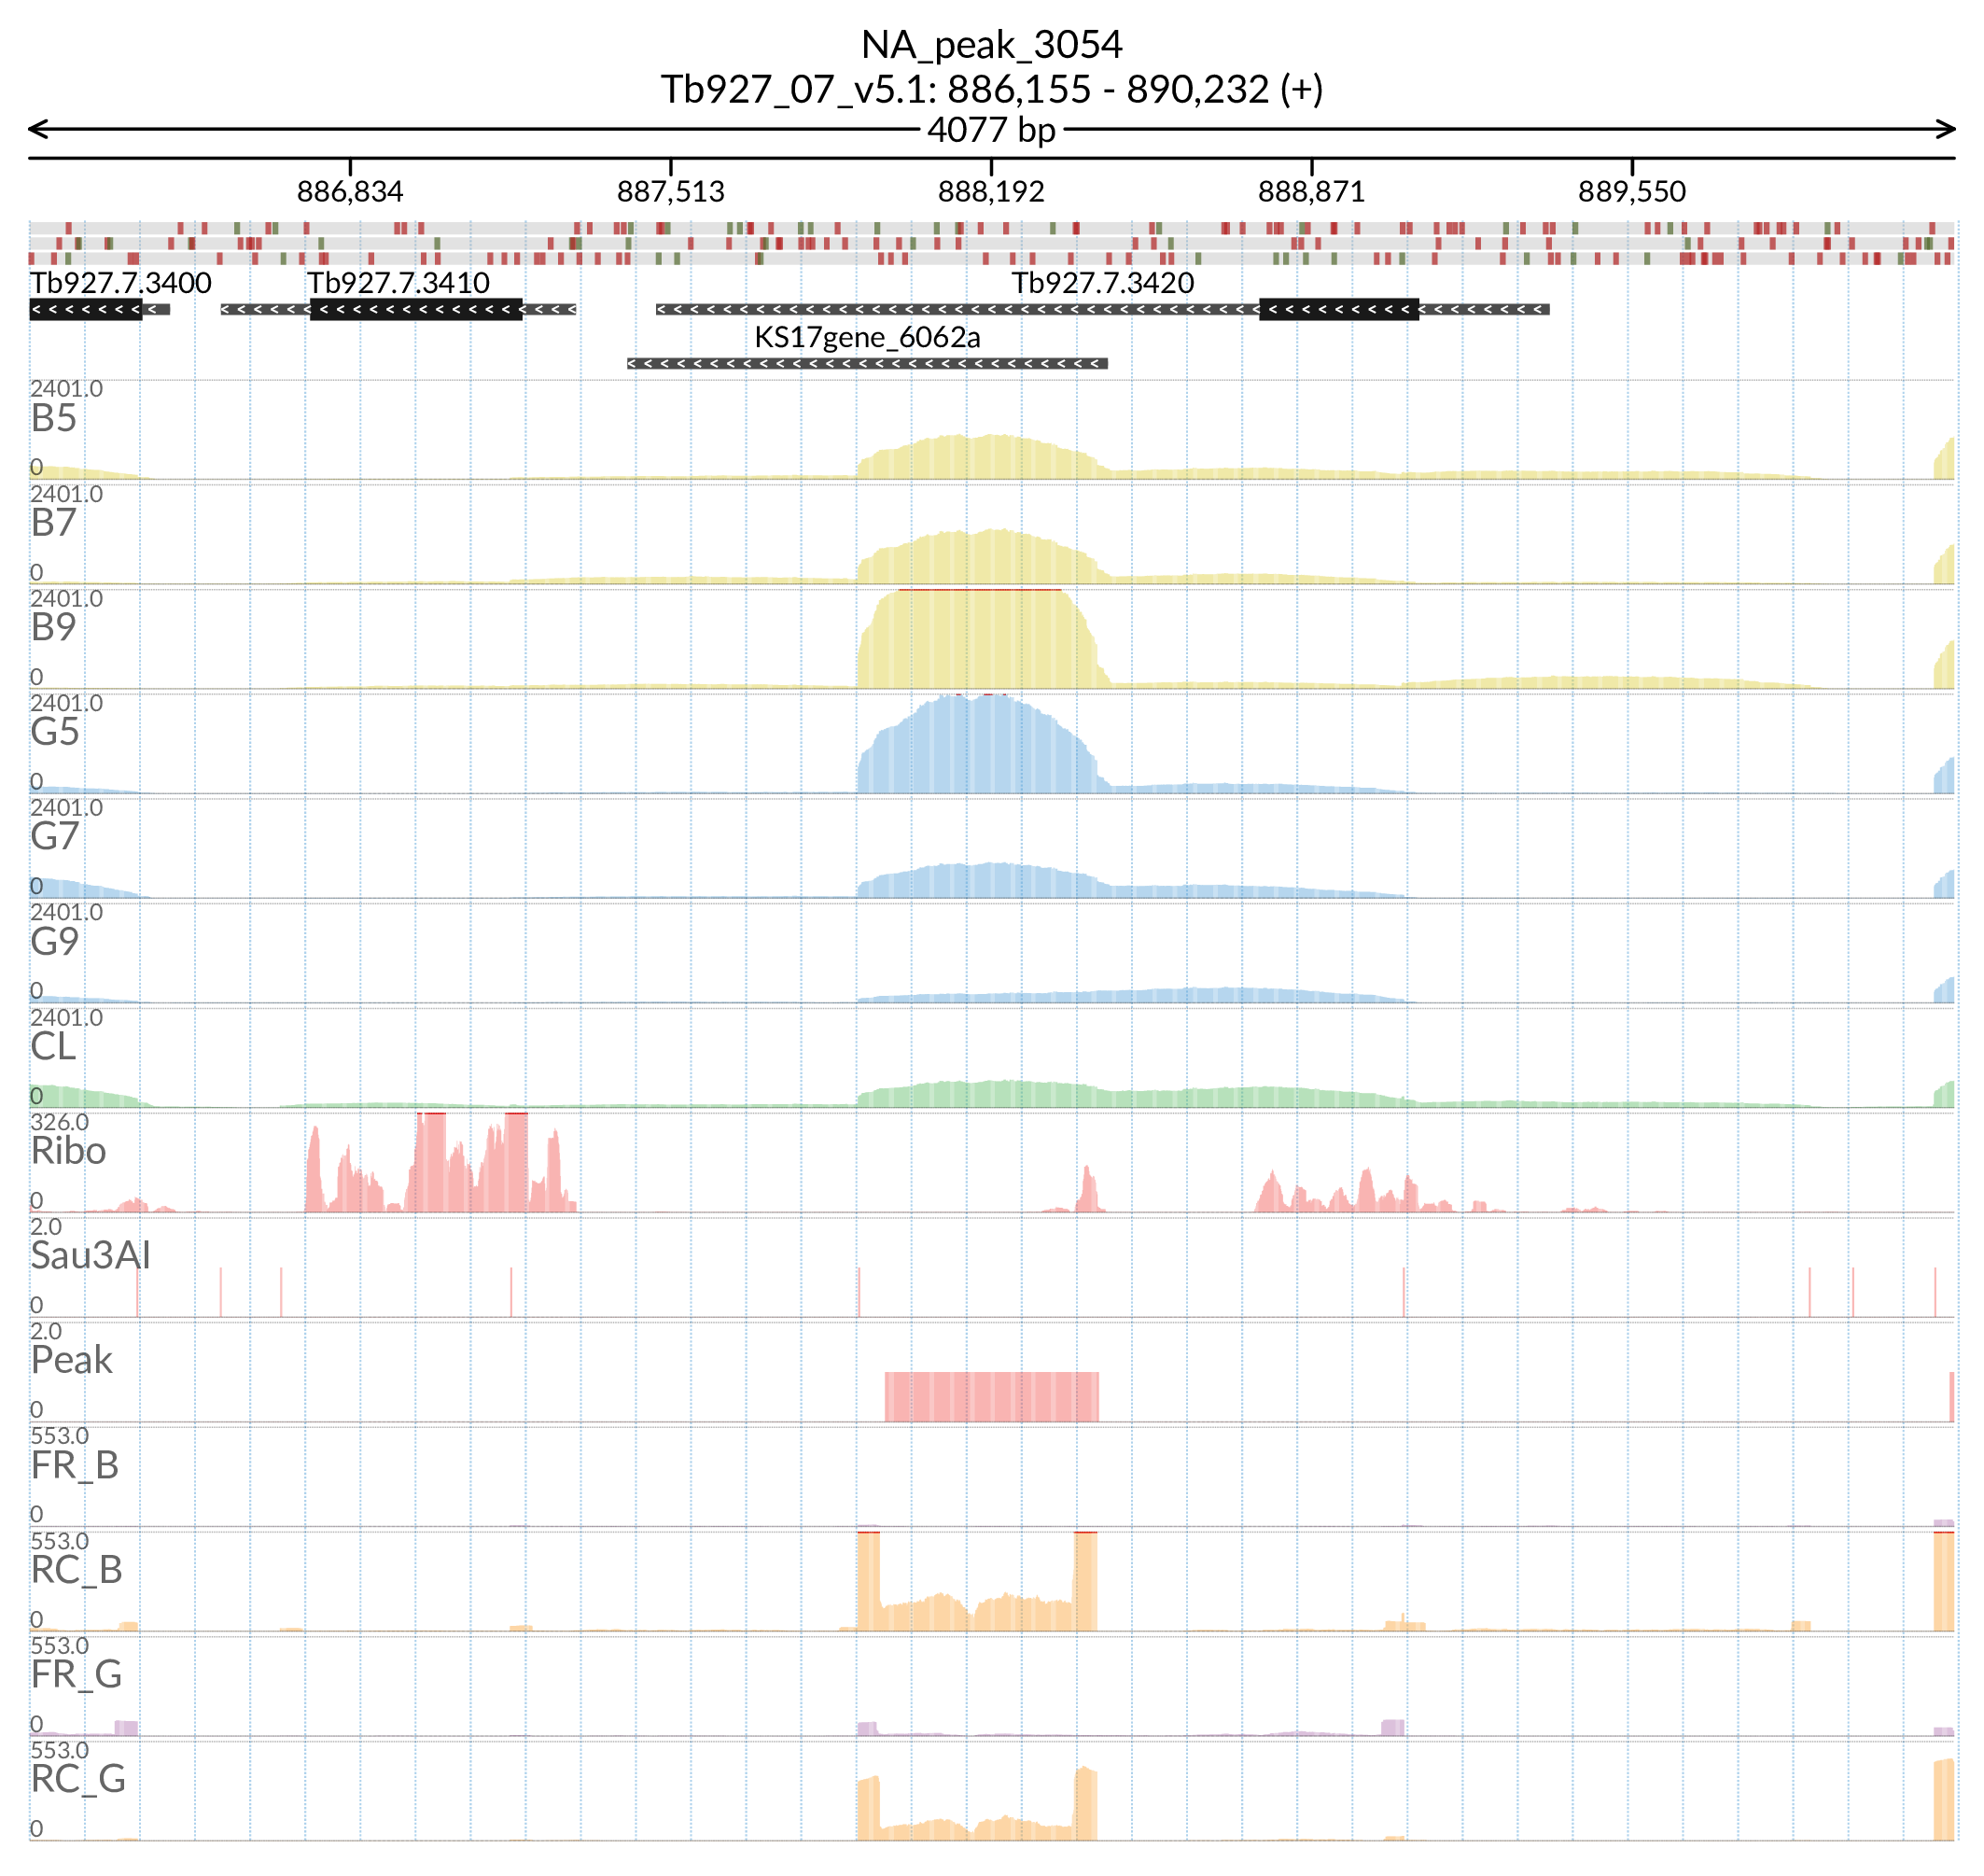 NA_peak_3054
Tb927_07_v5.1: 886,155 - 890,232 (+)
4077 bp
886,834 887,513 888,192 888,871 889,550
Tb927.7.3400 Tb927.7.3410 Tb927.7.3420
KS17gene_6062a
2401.0
B5
0
2401.0
B7
0
2401.0
B9
0
2401.0
G5
0
2401.0
G7
0
2401.0
G9
0
2401.0
CL
0
326.0
Ribo
0
2.0
Sau3AI
0
2.0
Peak
0
553.0
FR_B
0
553.0
RC_B
0
553.0
FR_G
0
553.0
RC_G
0